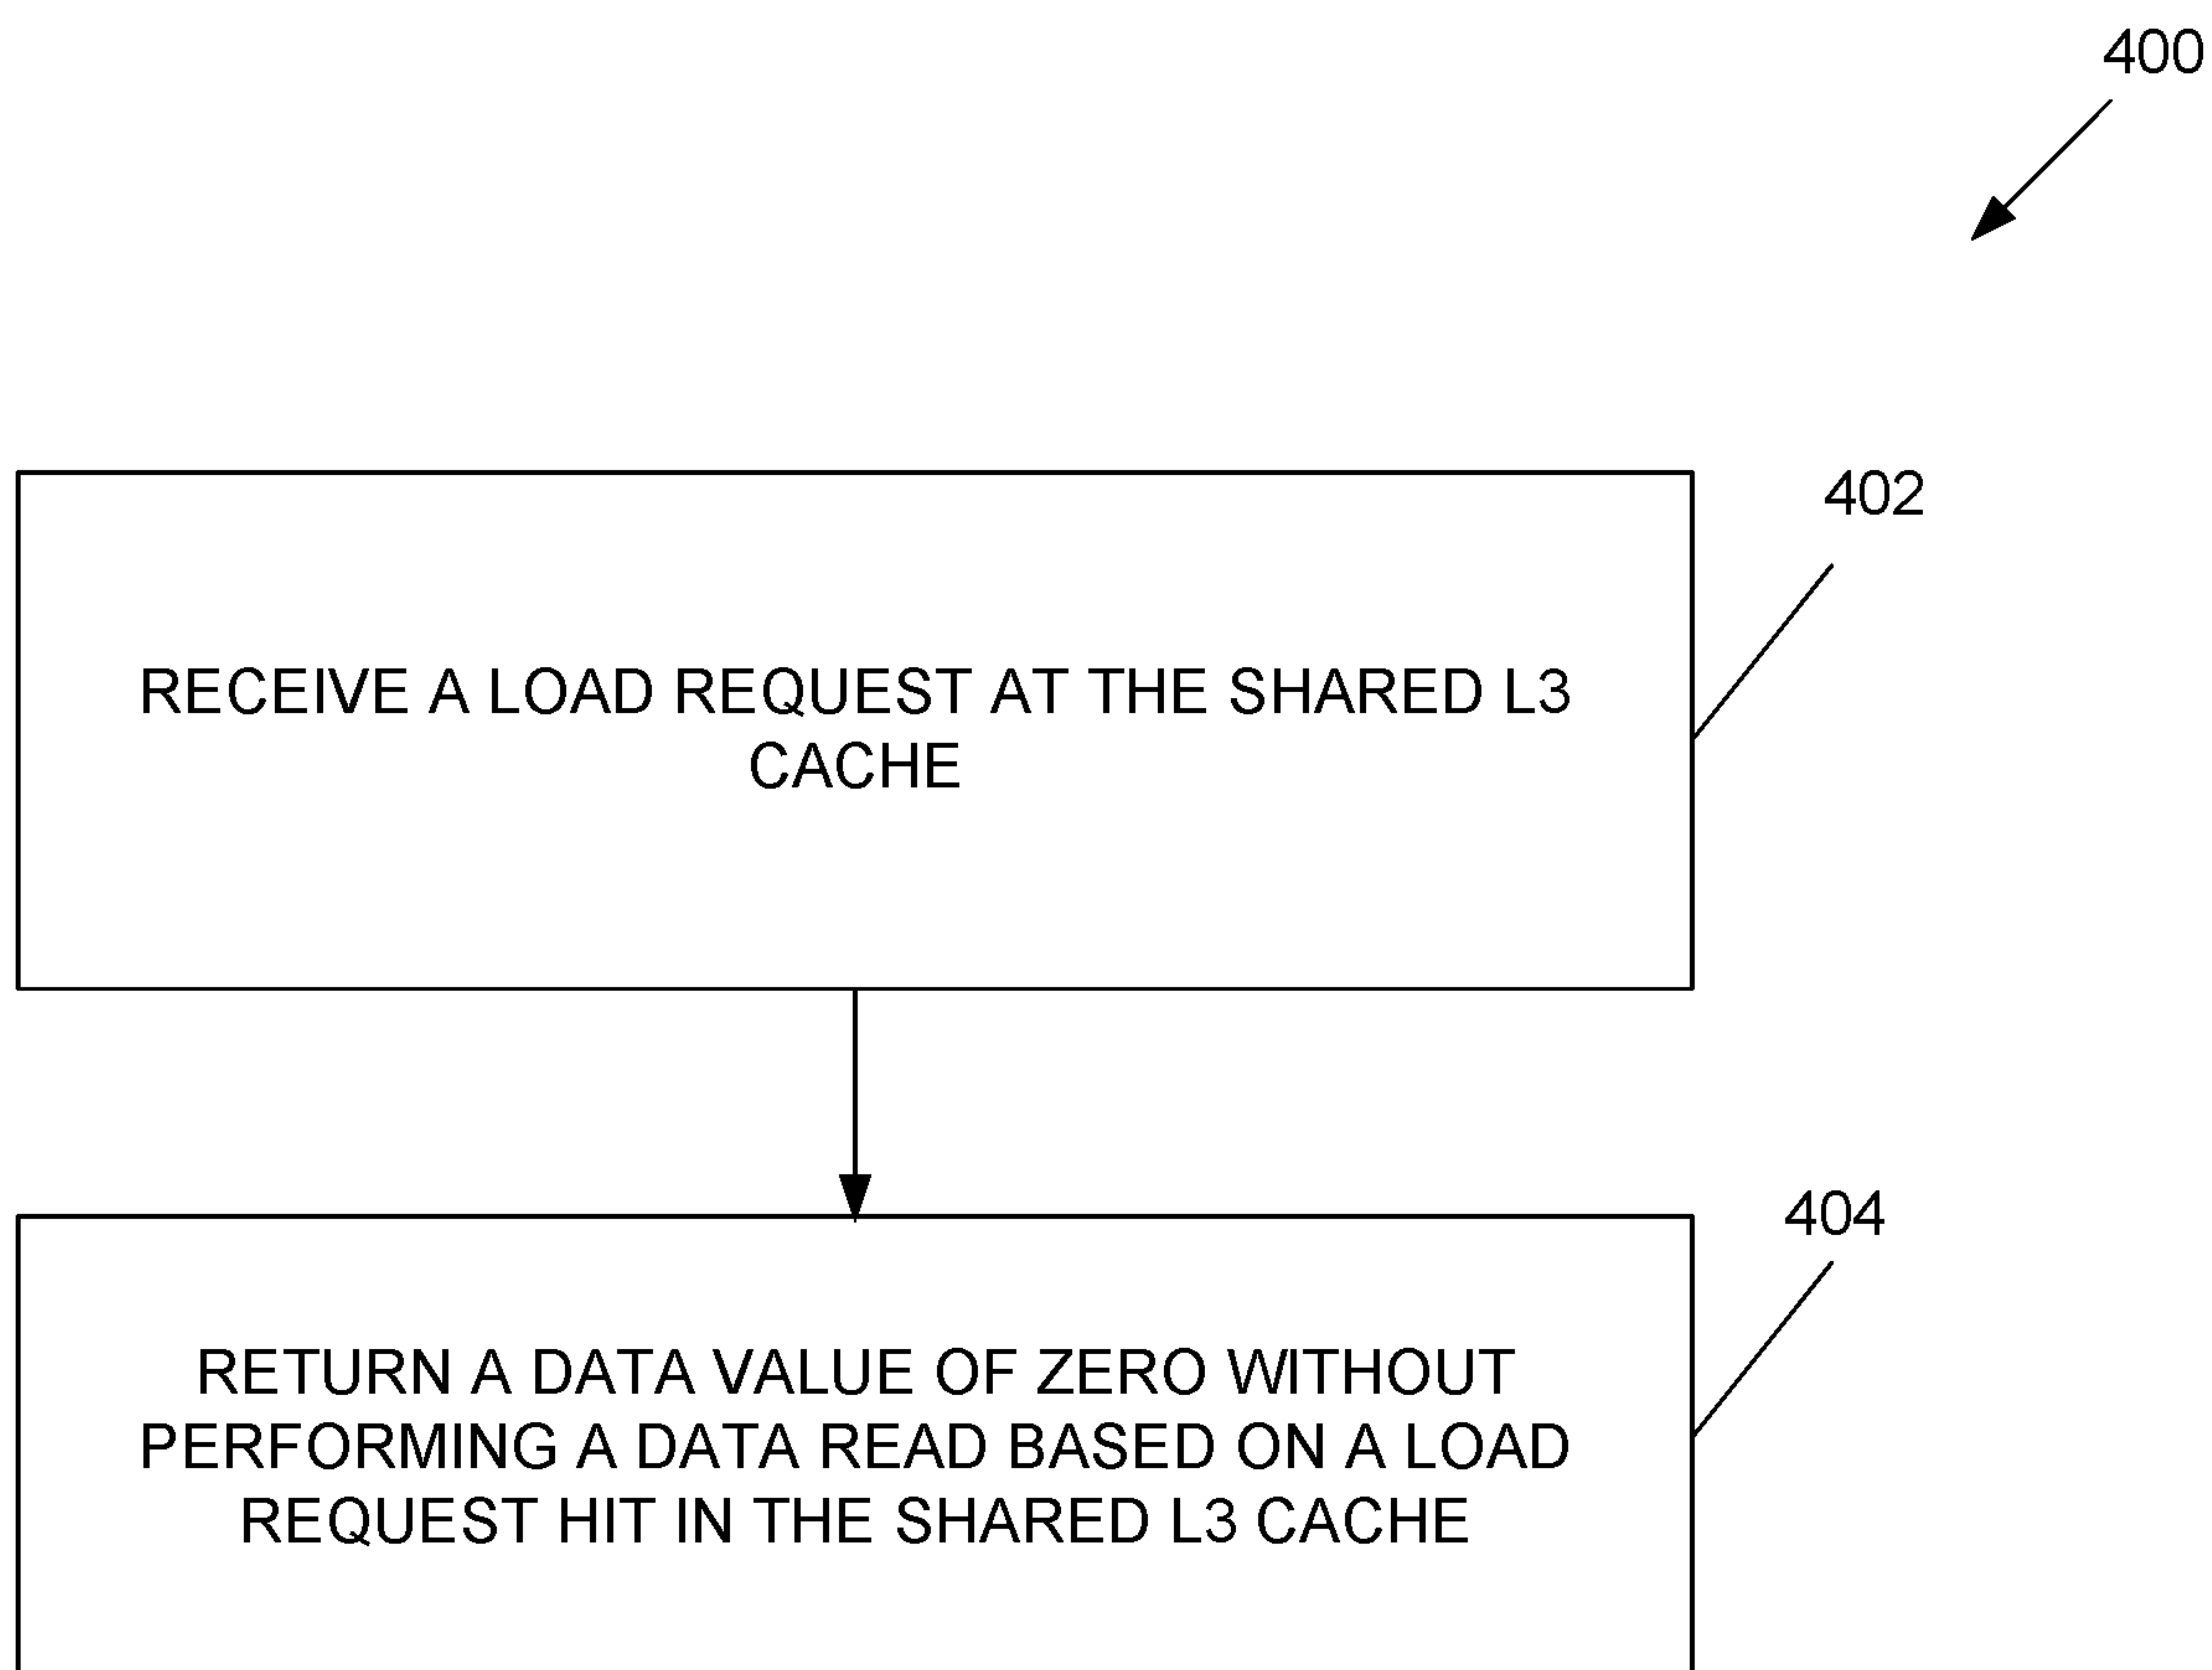 400
402
RECEIVE A LOAD REQUEST AT THE SHARED L3
CACHE
404
RETURN A DATA VALUE OF ZERO WITHOUT
PERFORMING A DATA READ BASED ON A LOAD
REQUEST HIT IN THE SHARED L3 CACHE